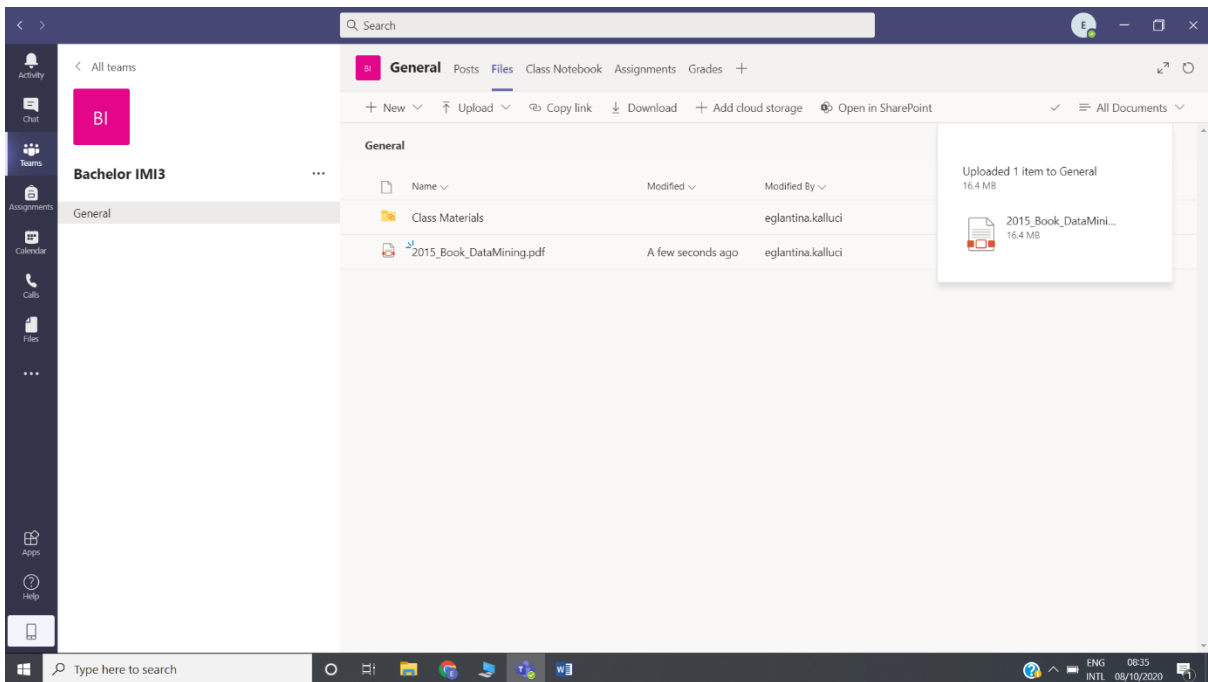 Search
E
Activity
Chat
Teams
Assignments
Calendar
Calls
Files
Apps
Help
All teams
BI
Bachelor IMI3
General
BI General Posts Files Class Notebook Assignments Grades
New Upload Copy link Download Add cloud storage Open in SharePoint All Documents
General
Name Modified Modified By
Class Materials eglantina.kalluci
2015_Book_DataMining.pdf A few seconds ago eglantina.kalluci
Uploaded 1 item to General
16.4 MB
2015_Book_DataMini...
16.4 MB
Type here to search
ENG 08:35
INTL 08/10/2020